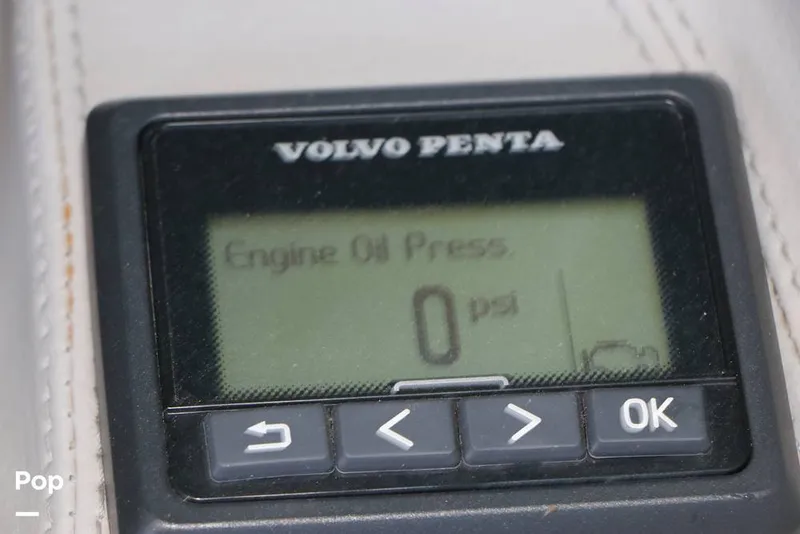 VOLVO PENTA
Engine Oil Press.
0 psi
< > OK
Pop